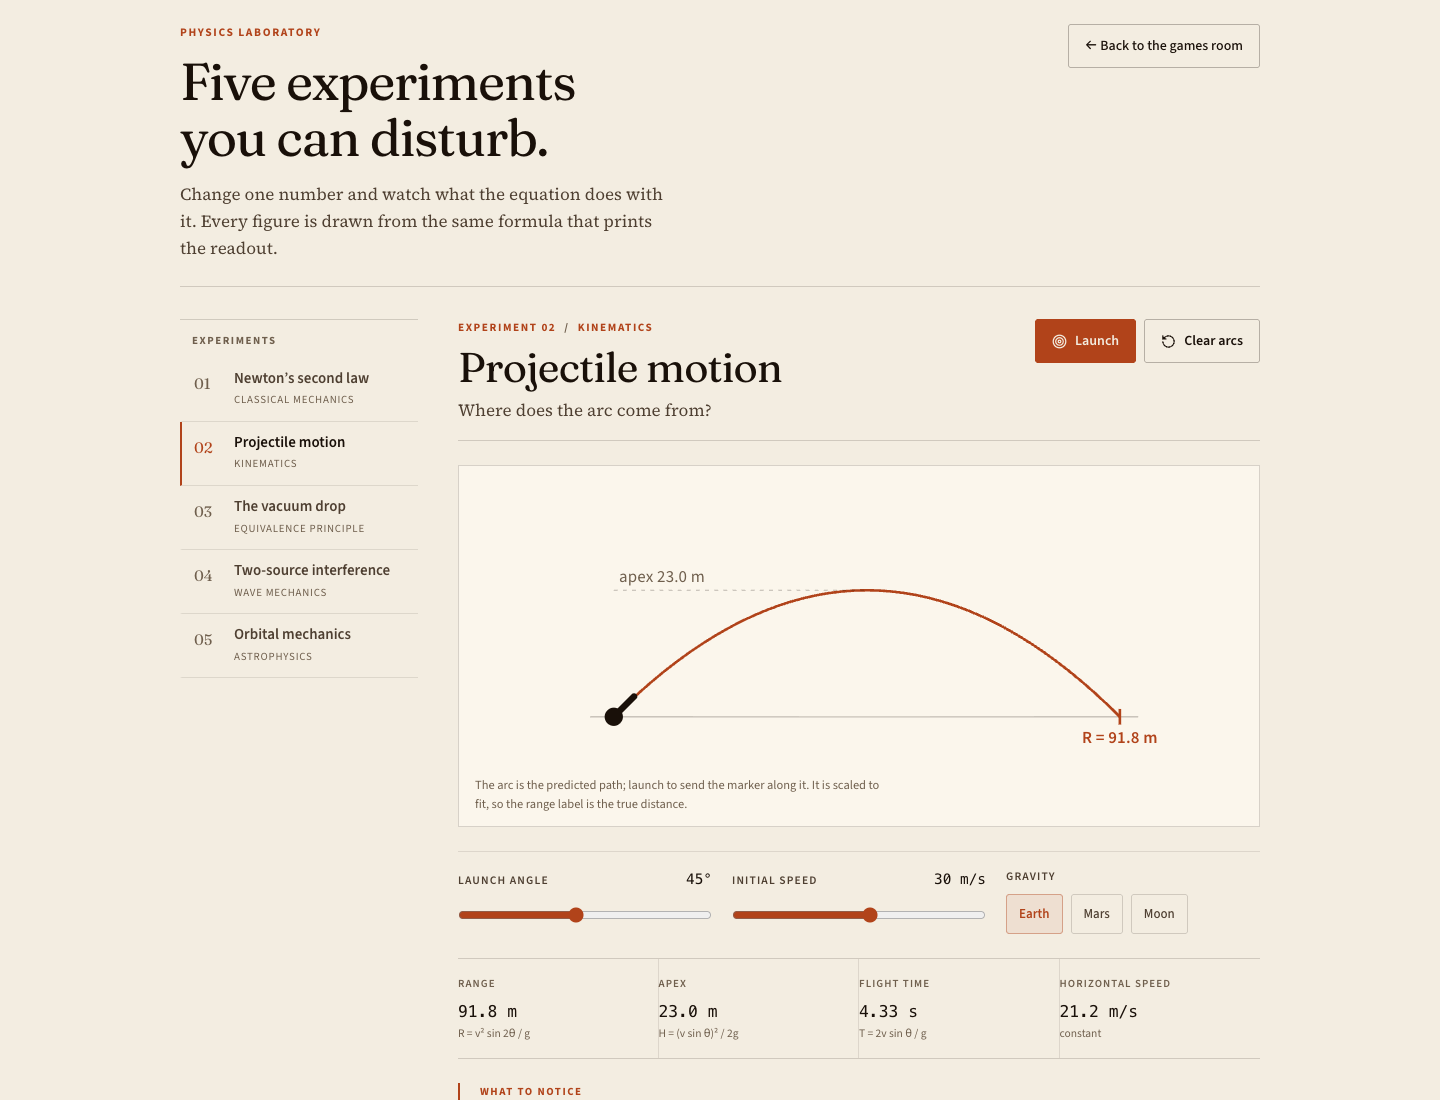 PHYSICS LABORATORY
← Back to the games room
Five experiments
you can disturb.
Change one number and watch what the equation does with
it. Every figure is drawn from the same formula that prints
the readout.
EXPERIMENTS
01 Newton’s second law
CLASSICAL MECHANICS
02 Projectile motion
KINEMATICS
03 The vacuum drop
EQUIVALENCE PRINCIPLE
04 Two-source interference
WAVE MECHANICS
05 Orbital mechanics
ASTROPHYSICS
EXPERIMENT 02 / KINEMATICS
Projectile motion
Where does the arc come from?
Launch
Clear arcs
apex 23.0 m
R = 91.8 m
The arc is the predicted path; launch to send the marker along it. It is scaled to
fit, so the range label is the true distance.
LAUNCH ANGLE 45°
INITIAL SPEED 30 m/s
GRAVITY
Earth Mars Moon
RANGE
91.8 m
R = v² sin 2θ / g
APEX
23.0 m
H = (v sin θ)² / 2g
FLIGHT TIME
4.33 s
T = 2v sin θ / g
HORIZONTAL SPEED
21.2 m/s
constant
WHAT TO NOTICE